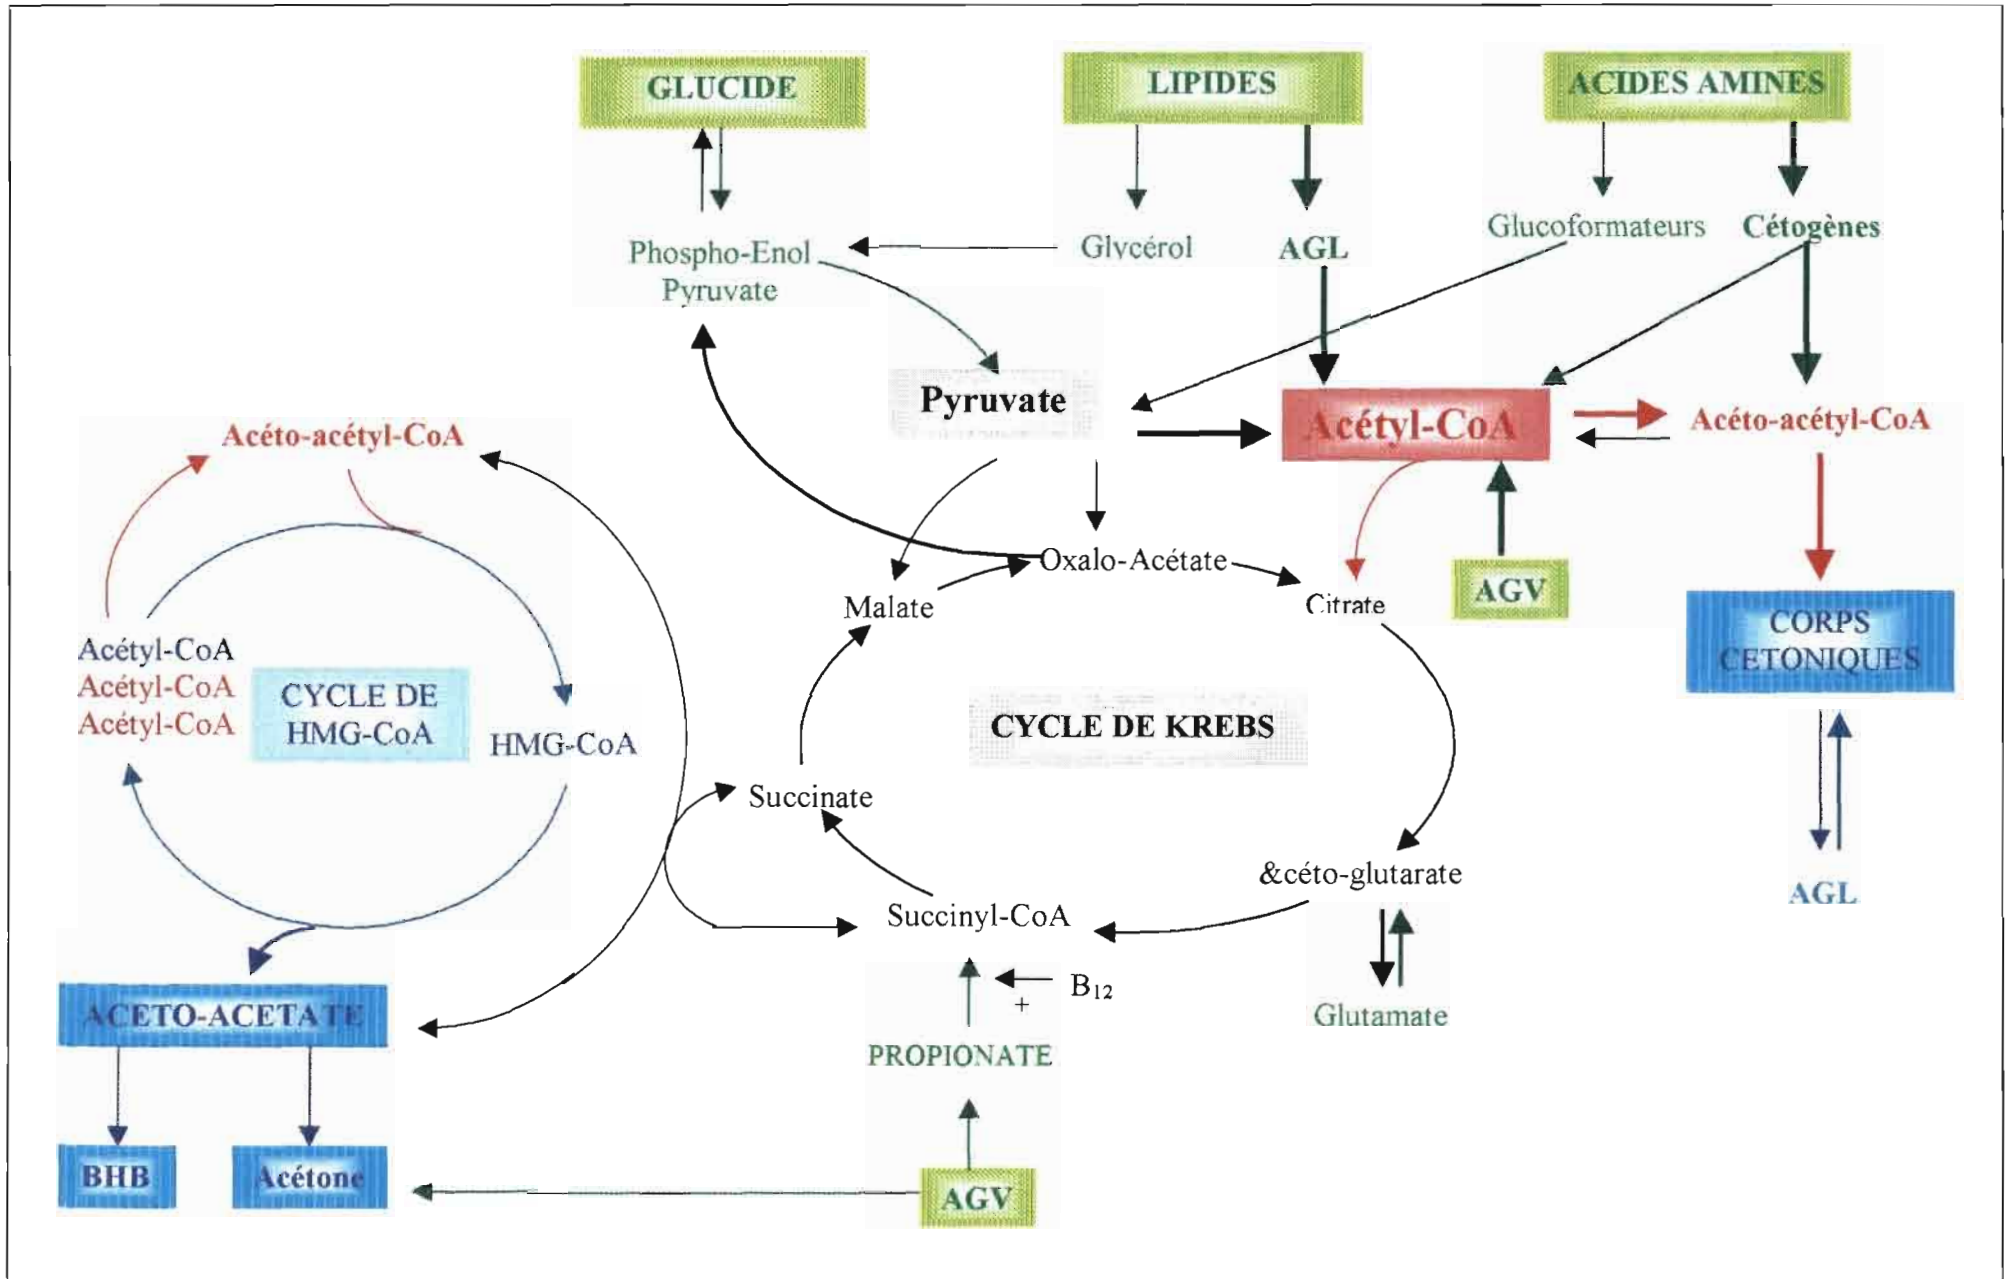 GLUCIDE
LIPIDES
ACIDES AMINES
Phospho-Enol
Pyruvate
Glycérol
AGL
Glucoformateurs
Cétogènes
Pyruvate
Acétyl-CoA
Acéto-acétyl-CoA
Acéto-acétyl-CoA
Oxalo-Acétate
Malate
Citrate
AGV
CORPS
CETONIQUES
Acétyl-CoA
Acétyl-CoA
Acétyl-CoA
CYCLE DE
HMG-CoA
HMG-CoA
CYCLE DE KREBS
Succinate
&céto-glutarate
AGL
Succinyl-CoA
B12
+
Glutamate
ACETO-ACETATE
PROPIONATE
BHB
Acétone
AGV